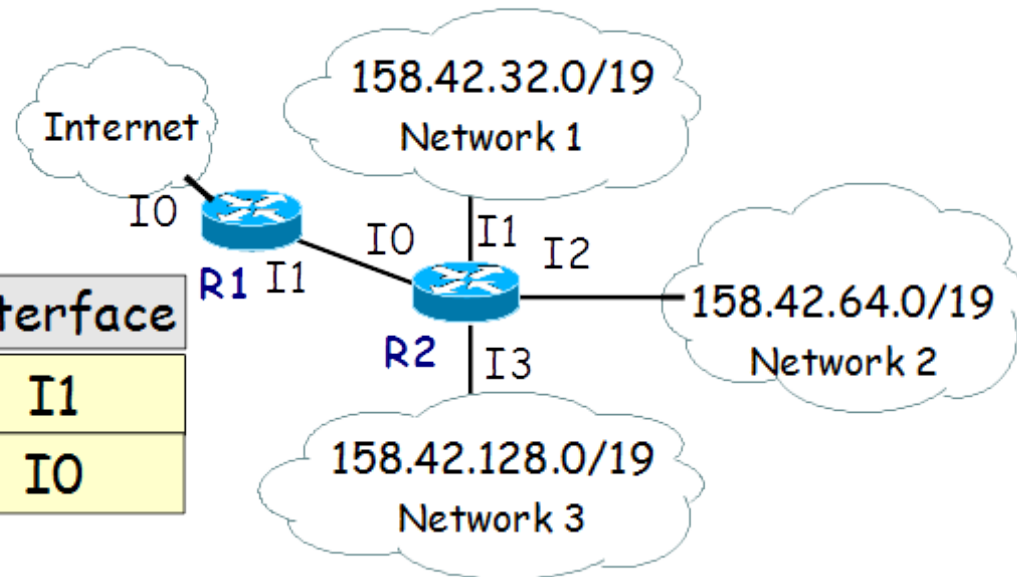 158.42.32.0/19
Network 1
Internet
I0
R1
I1
I0
I1
I2
R2
I3
158.42.64.0/19
Network 2
158.42.128.0/19
Network 3
terface
I1
I0